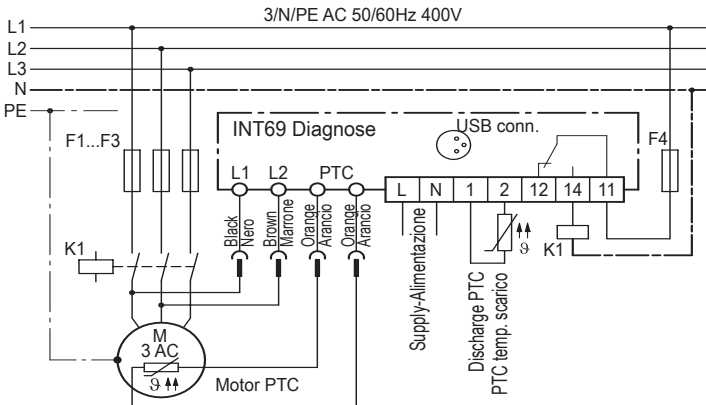 3/N/PE AC 50/60Hz 400V
L1
L2
L3
N
PE
F1...F3
INT69 Diagnose
USB conn.
F4
L1 L2 PTC
L N 1 2 12 14 11
Black
Nero
Brown
Marrone
Orange
Arancio
Orange
Arancio
K1
K1
Supply-Alimentazione
Discharge PTC
PTC temp. scarico
ϑ
M
3 AC
ϑ
Motor PTC